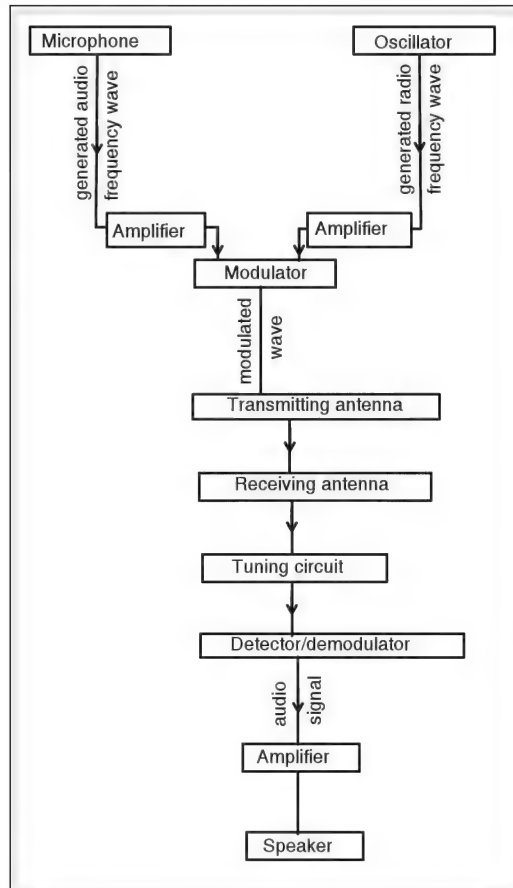 Microphone
Oscillator
generated audio
frequency wave
generated radio
frequency wave
Amplifier
Amplifier
Modulator
modulated
wave
Transmitting antenna
Receiving antenna
Tuning circuit
Detector/demodulator
audio
signal
Amplifier
Speaker